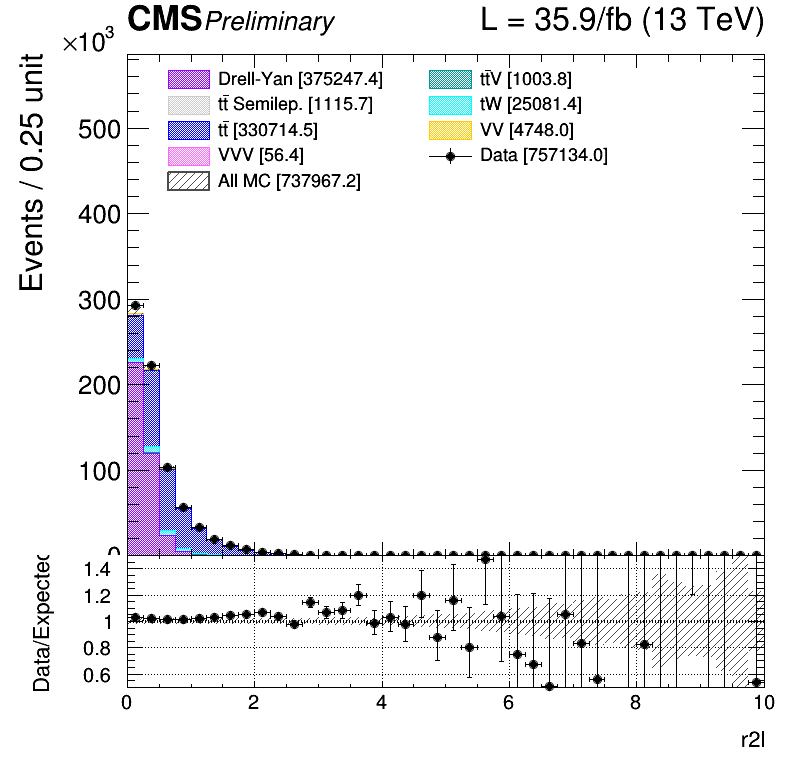 CMS Preliminary L = 35.9/fb (13 TeV)
×10³
Events / 0.25 unit
Drell-Yan [375247.4]
tt̄ Semilep. [1115.7]
tt̄ [330714.5]
VVV [56.4]
All MC [737967.2]
tt̄V [1003.8]
tW [25081.4]
VV [4748.0]
Data [757134.0]
500
400
300
200
100
0
Data/Expected
1.4
1.2
1
0.8
0.6
0 2 4 6 8 10
r2l